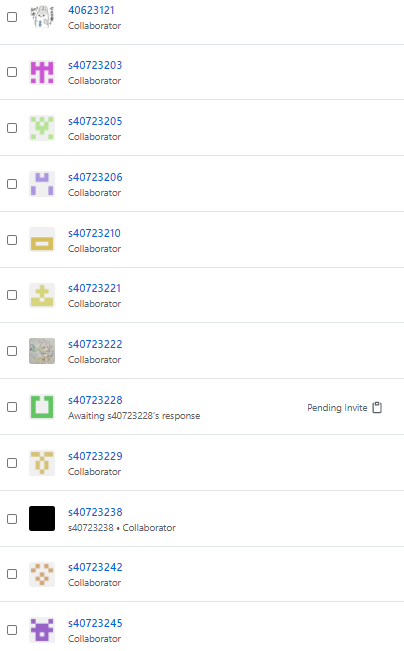 40623121
Collaborator
s40723203
Collaborator
s40723205
Collaborator
s40723206
Collaborator
s40723210
Collaborator
s40723221
Collaborator
s40723222
Collaborator
s40723228
Awaiting s40723228's response
Pending Invite
s40723229
Collaborator
s40723238
s40723238 • Collaborator
s40723242
Collaborator
s40723245
Collaborator